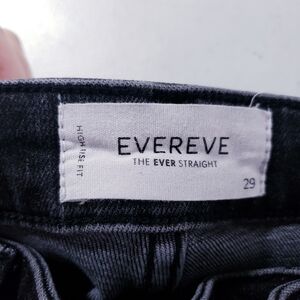 HIGH RISE FIT
EVEREVE
THE EVER STRAIGHT
29